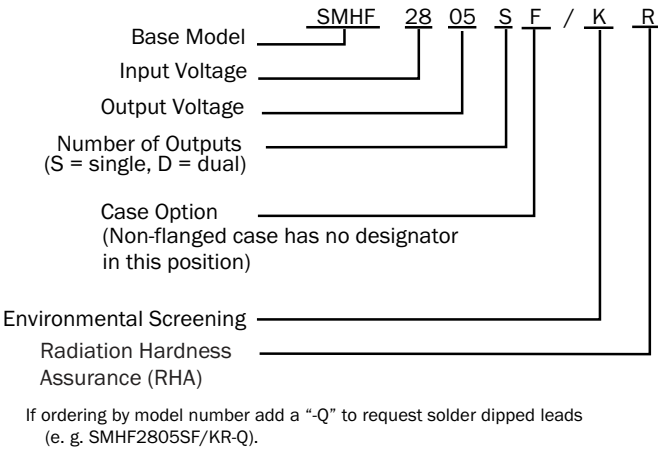 SMHF 28 05 S F / K R
Base Model
Input Voltage
Output Voltage
Number of Outputs
(S = single, D = dual)
Case Option
(Non-flanged case has no designator
in this position)
Environmental Screening
Radiation Hardness
Assurance (RHA)
If ordering by model number add a “-Q” to request solder dipped leads
(e. g. SMHF2805SF/KR-Q).